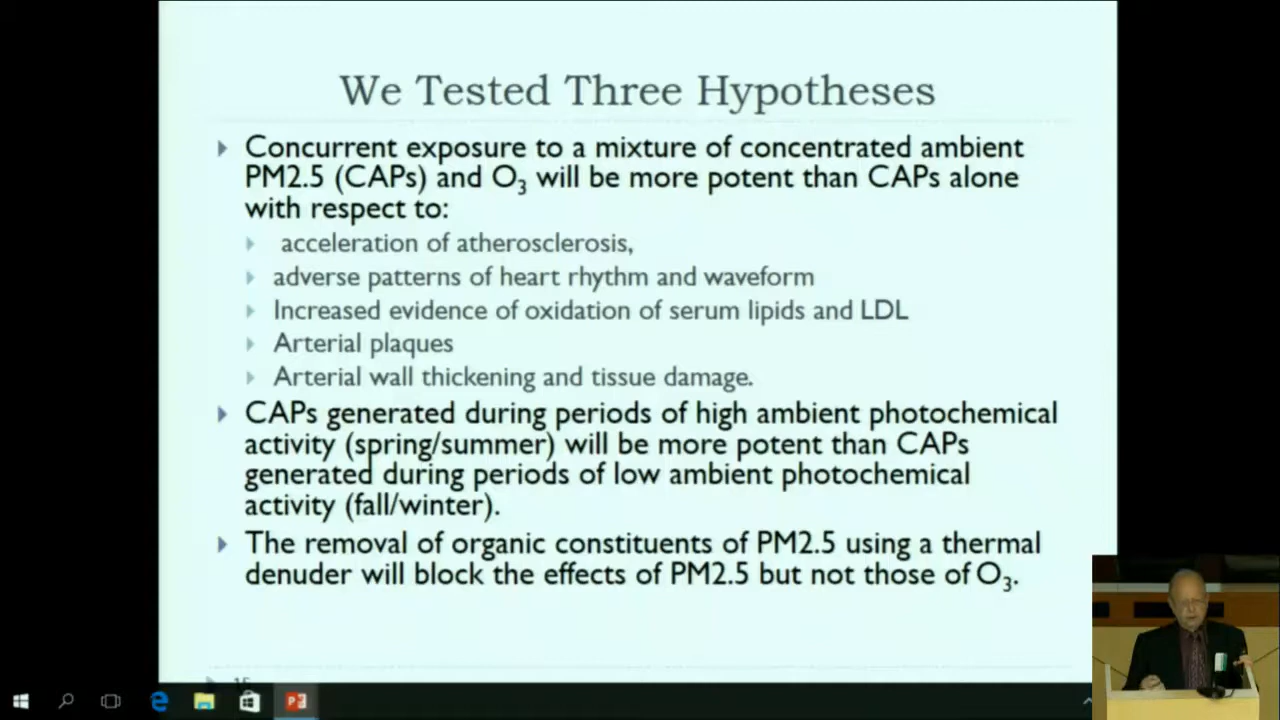 We Tested Three Hypotheses
Concurrent exposure to a mixture of concentrated ambient
PM2.5 (CAPs) and O₃ will be more potent than CAPs alone
with respect to:
acceleration of atherosclerosis,
adverse patterns of heart rhythm and waveform
Increased evidence of oxidation of serum lipids and LDL
Arterial plaques
Arterial wall thickening and tissue damage.
CAPs generated during periods of high ambient photochemical
activity (spring/summer) will be more potent than CAPs
generated during periods of low ambient photochemical
activity (fall/winter).
The removal of organic constituents of PM2.5 using a thermal
denuder will block the effects of PM2.5 but not those of O₃.